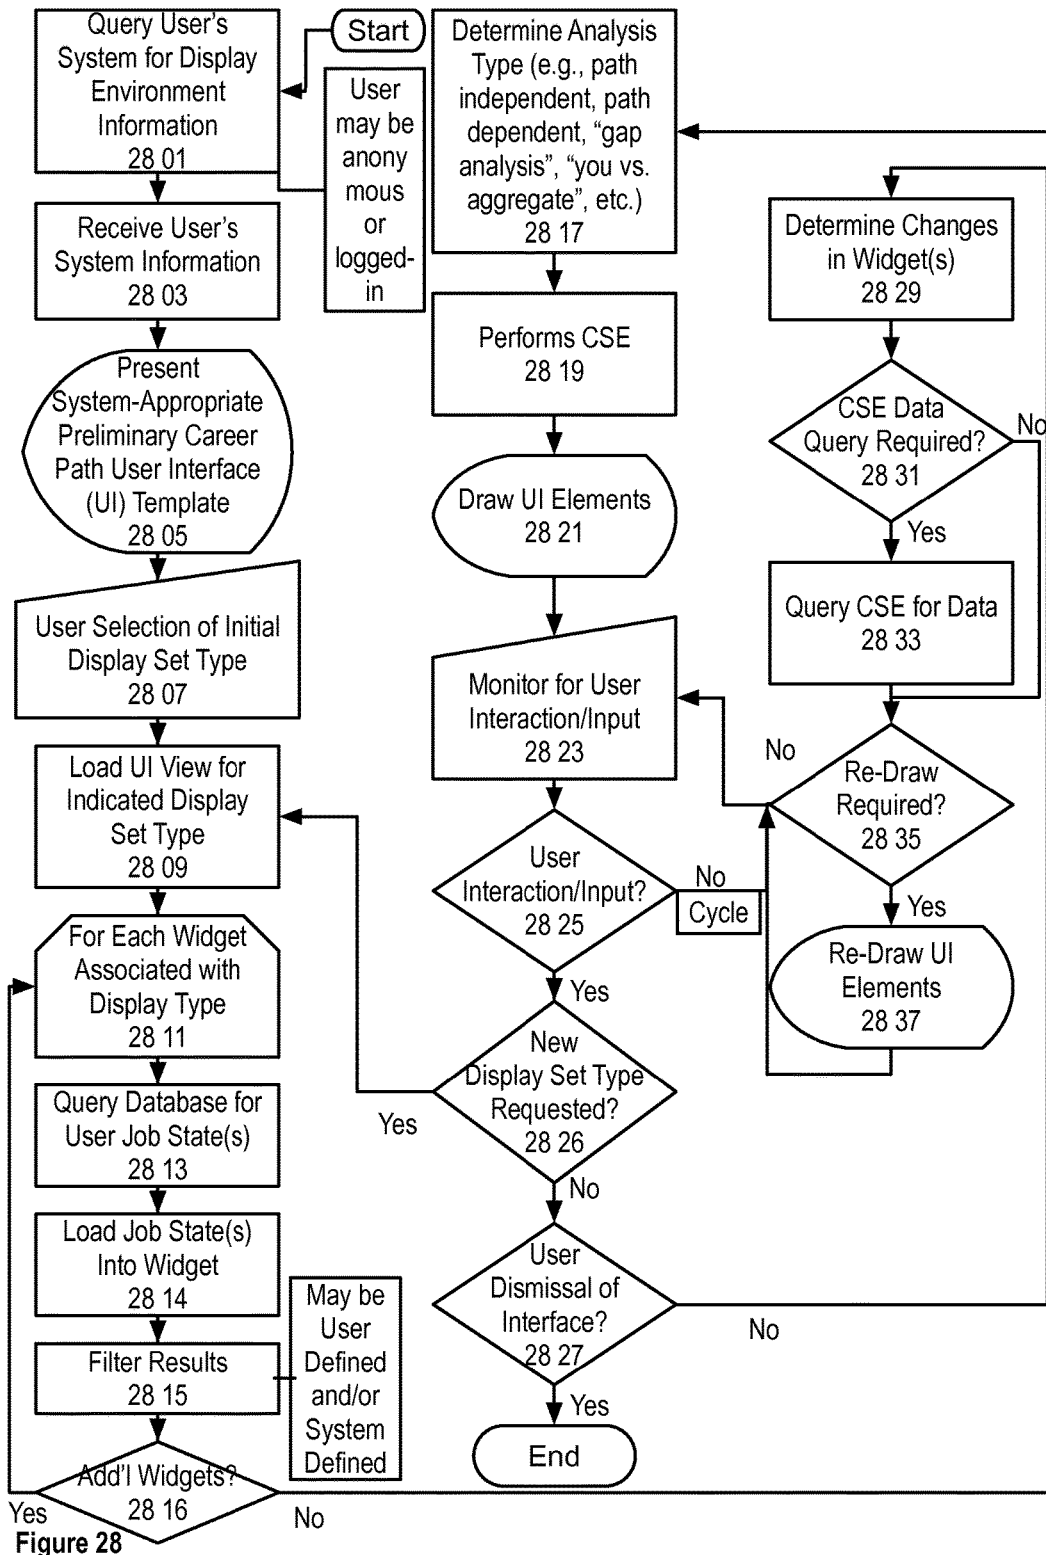 Start
Query User's
System for Display
Environment
Information
28 01
User
may be
anony
mous
or
logged-
in
Receive User's
System Information
28 03
Present
System-Appropriate
Preliminary Career
Path User Interface
(UI) Template
28 05
User Selection of Initial
Display Set Type
28 07
Load UI View for
Indicated Display
Set Type
28 09
For Each Widget
Associated with
Display Type
28 11
Query Database for
User Job State(s)
28 13
Load Job State(s)
Into Widget
28 14
Filter Results
28 15
May be
User
Defined
and/or
System
Defined
Add'l Widgets?
28 16
Yes
No
Determine Analysis
Type (e.g., path
independent, path
dependent, “gap
analysis”, “you vs.
aggregate”, etc.)
28 17
Performs CSE
28 19
Draw UI Elements
28 21
Monitor for User
Interaction/Input
28 23
User
Interaction/Input?
28 25
No
Cycle
Yes
New
Display Set Type
Requested?
28 26
Yes
No
User
Dismissal of
Interface?
28 27
No
Yes
End
Determine Changes
in Widget(s)
28 29
CSE Data
Query Required?
28 31
No
Yes
Query CSE for Data
28 33
No
Re-Draw
Required?
28 35
Yes
Re-Draw UI
Elements
28 37
Figure 28